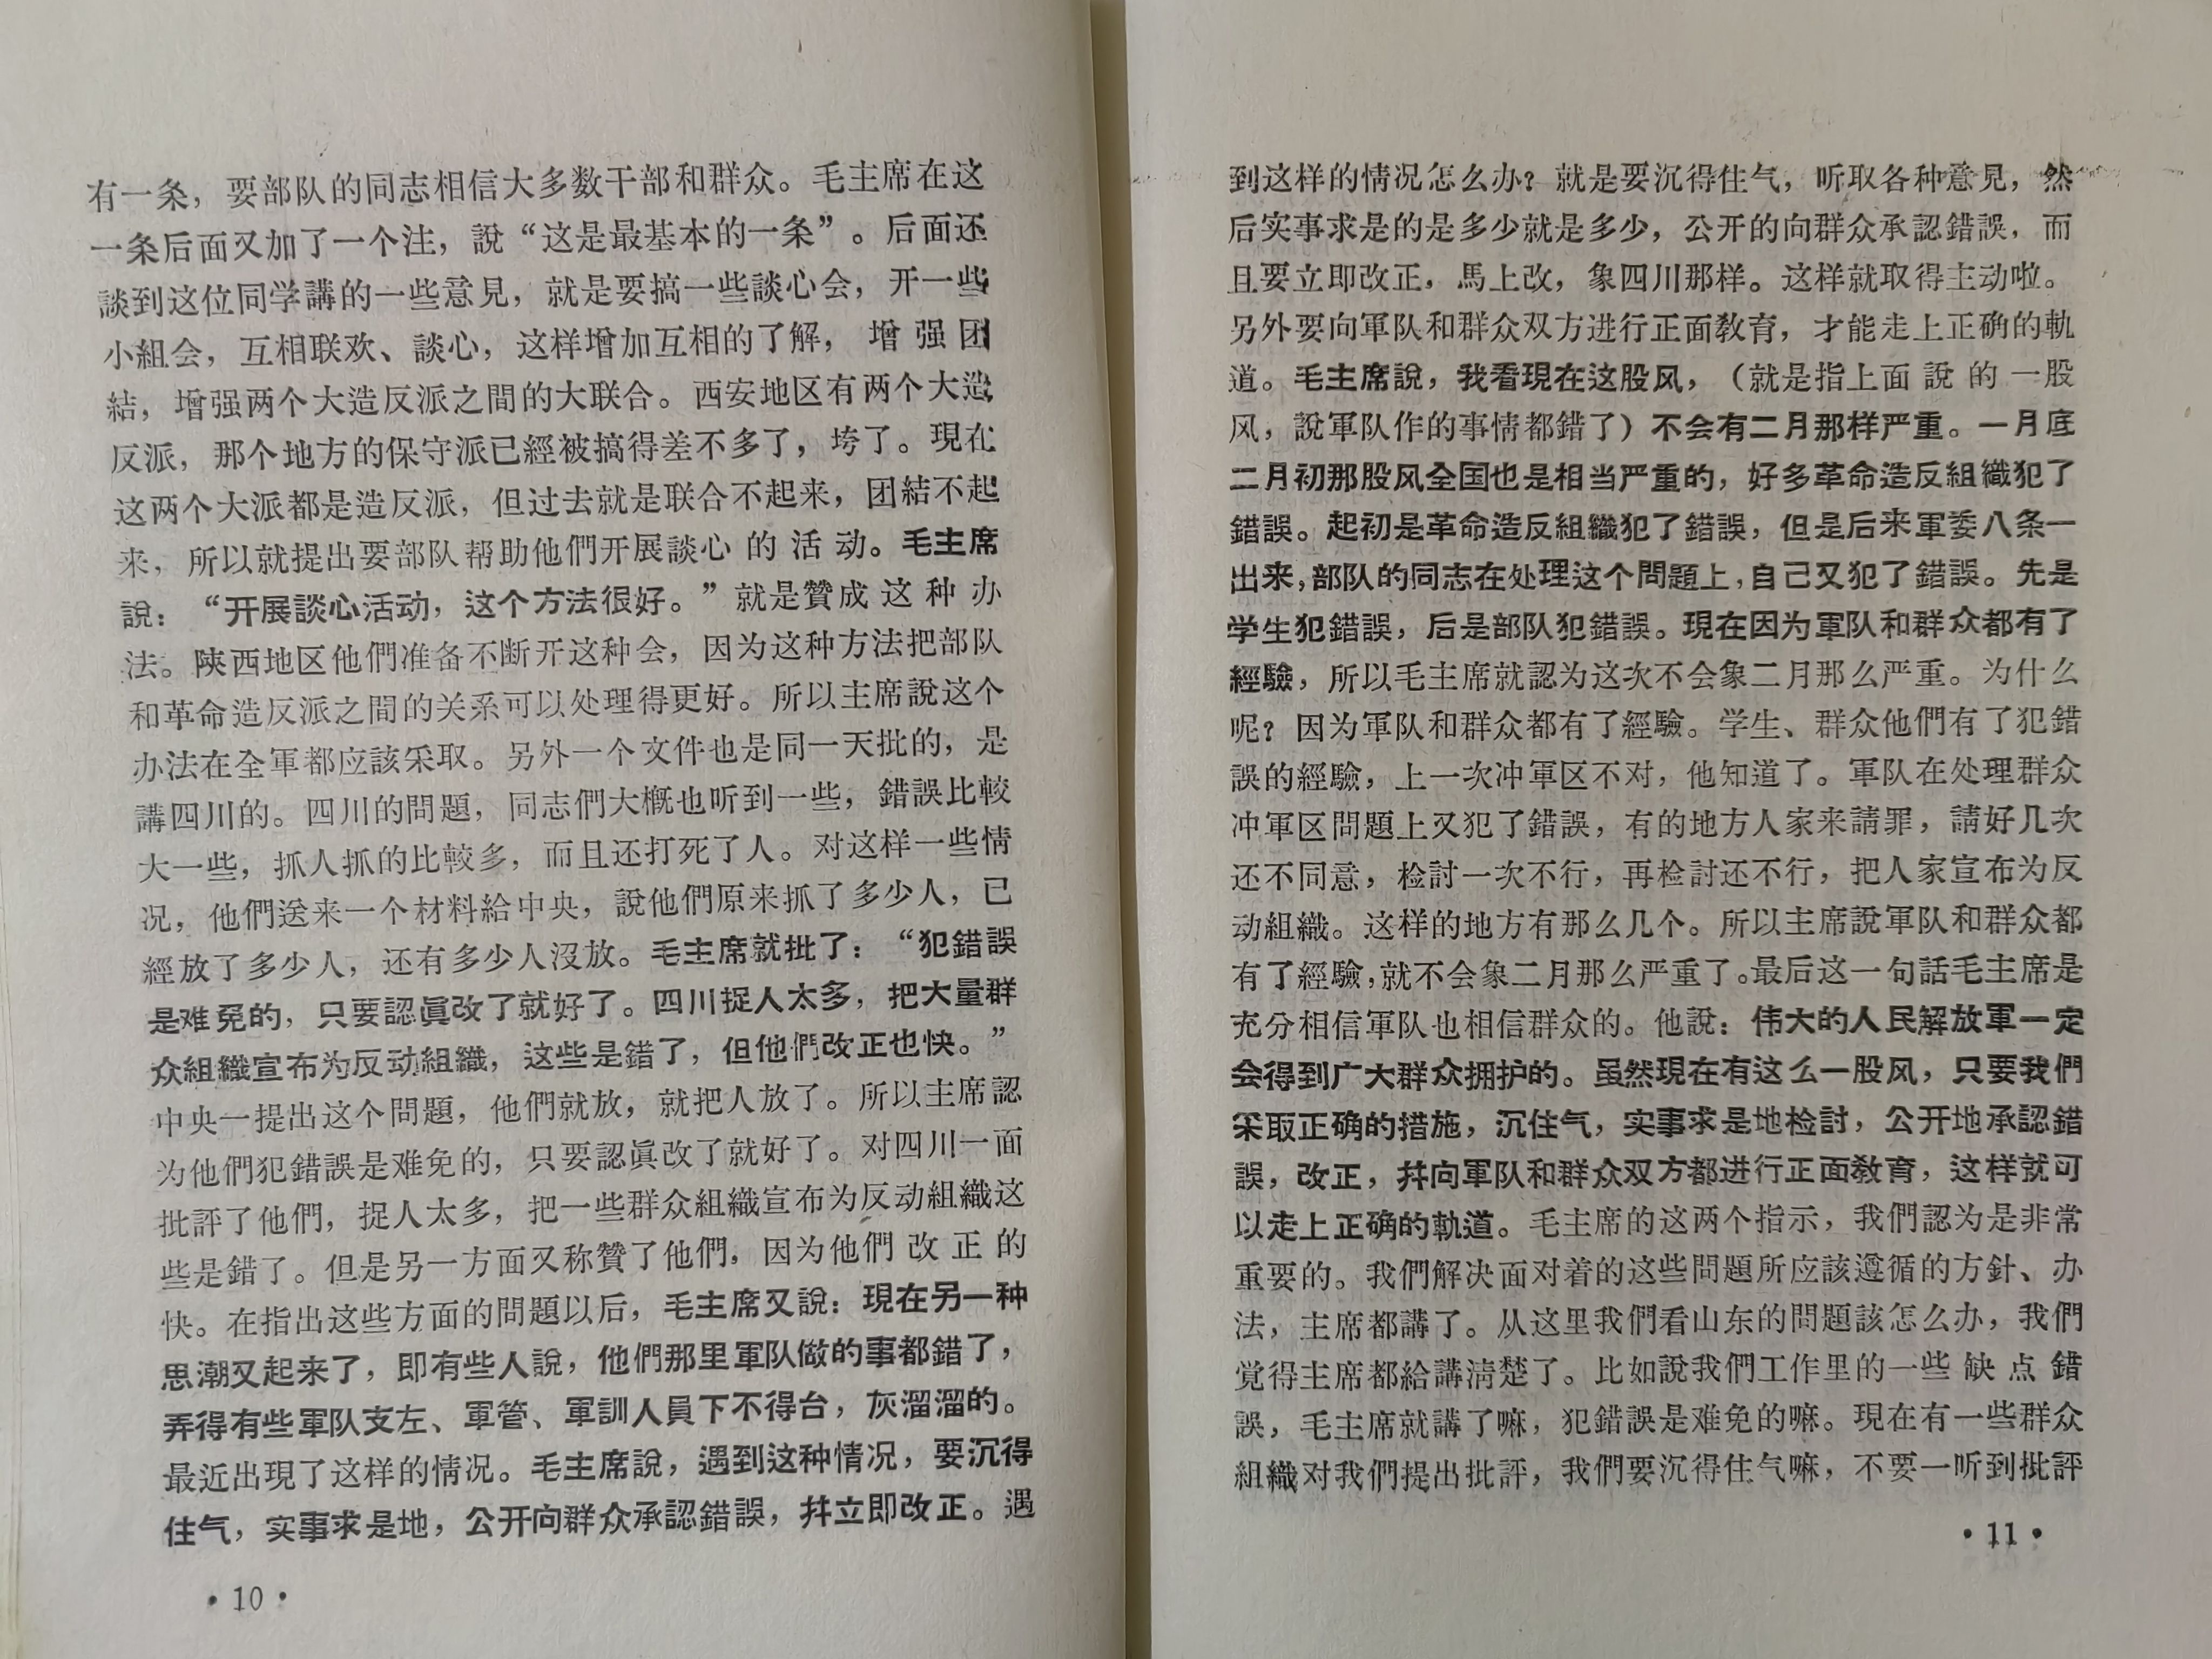 有一条，要部队的同志相信大多数干部和群众。毛主席在这
一条后面又加了一个注，說“这是最基本的一条”。后面还
談到这位同学講的一些意見，就是要搞一些談心会，开一些
小組会，互相联欢、談心，这样增加互相的了解，增强团
結，增强两个大造反派之間的大联合。西安地区有两个大造
反派，那个地方的保守派已經被搞得差不多了，垮了。現在
这两个大派都是造反派，但过去就是联合不起来，团結不起
来，所以就提出要部队帮助他們开展談心的活动。毛主席
說：“开展談心活动，这个方法很好。”就是贊成这种办
法。陝西地区他們准备不断开这种会，因为这种方法把部队
和革命造反派之間的关系可以处理得更好。所以主席說这个
办法在全軍都应該采取。另外一个文件也是同一天批的，是
講四川的。四川的問題，同志們大概也听到一些，錯誤比較
大一些，抓人抓的比較多，而且还打死了人。对这样一些情
况，他們送来一个材料給中央，說他們原来抓了多少人，已
經放了多少人，还有多少人沒放。毛主席就批了：“犯錯誤
是难免的，只要認眞改了就好了。四川捉人太多，把大量群
众組織宣布为反动組織，这些是錯了，但他們改正也快。”
中央一提出这个問題，他們就放，就把人放了。所以主席認
为他們犯錯誤是难免的，只要認眞改了就好了。对四川一面
批評了他們，捉人太多，把一些群众組織宣布为反动組織这
些是錯了。但是另一方面又称贊了他們，因为他們改正的
快。在指出这些方面的問題以后，毛主席又說：現在另一种
思潮又起来了，即有些人說，他們那里軍队做的事都錯了，
弄得有些軍队支左、軍管、軍訓人員下不得台，灰溜溜的。
最近出現了这样的情况。毛主席說，遇到这种情况，要沉得
住气，实事求是地，公开向群众承認錯誤，并立即改正。遇
·10·
到这样的情况怎么办？就是要沉得住气，听取各种意見，然
后实事求是的是多少就是多少，公开的向群众承認錯誤，而
且要立即改正，馬上改，象四川那样。这样就取得主动啦。
另外要向軍队和群众双方进行正面教育，才能走上正确的軌
道。毛主席說，我看現在这股风，（就是指上面說的一股
风，說軍队作的事情都錯了）不会有二月那样严重。一月底
二月初那股风全国也是相当严重的，好多革命造反組織犯了
錯誤。起初是革命造反組織犯了錯誤，但是后来軍委八条一
出来，部队的同志在处理这个問題上，自己又犯了錯誤。先是
学生犯錯誤，后是部队犯錯誤。現在因为軍队和群众都有了
經驗，所以毛主席就認为这次不会象二月那么严重。为什么
呢？因为軍队和群众都有了經驗。学生、群众他們有了犯錯
誤的經驗，上一次冲軍区不对，他知道了。軍队在处理群众
冲軍区問題上又犯了錯誤，有的地方人家来請罪，請好几次
还不同意，检討一次不行，再检討还不行，把人家宣布为反
动組織。这样的地方有那么几个。所以主席說軍队和群众都
有了經驗，就不会象二月那么严重了。最后这一句話毛主席是
充分相信軍队也相信群众的。他說：伟大的人民解放軍一定
会得到广大群众拥护的。虽然現在有这么一股风，只要我們
采取正确的措施，沉住气，实事求是地检討，公开地承認錯
誤，改正，并向軍队和群众双方都进行正面教育，这样就可
以走上正确的軌道。毛主席的这两个指示，我們認为是非常
重要的。我們解决面对着的这些問題所应該遵循的方針、办
法，主席都講了。从这里我們看山东的問題該怎么办，我們
覚得主席都給講淸楚了。比如說我們工作里的一些缺点錯
誤，毛主席就講了嘛，犯錯誤是难免的嘛。現在有一些群众
組織对我們提出批評，我們要沉得住气嘛，不要一听到批評
·11·